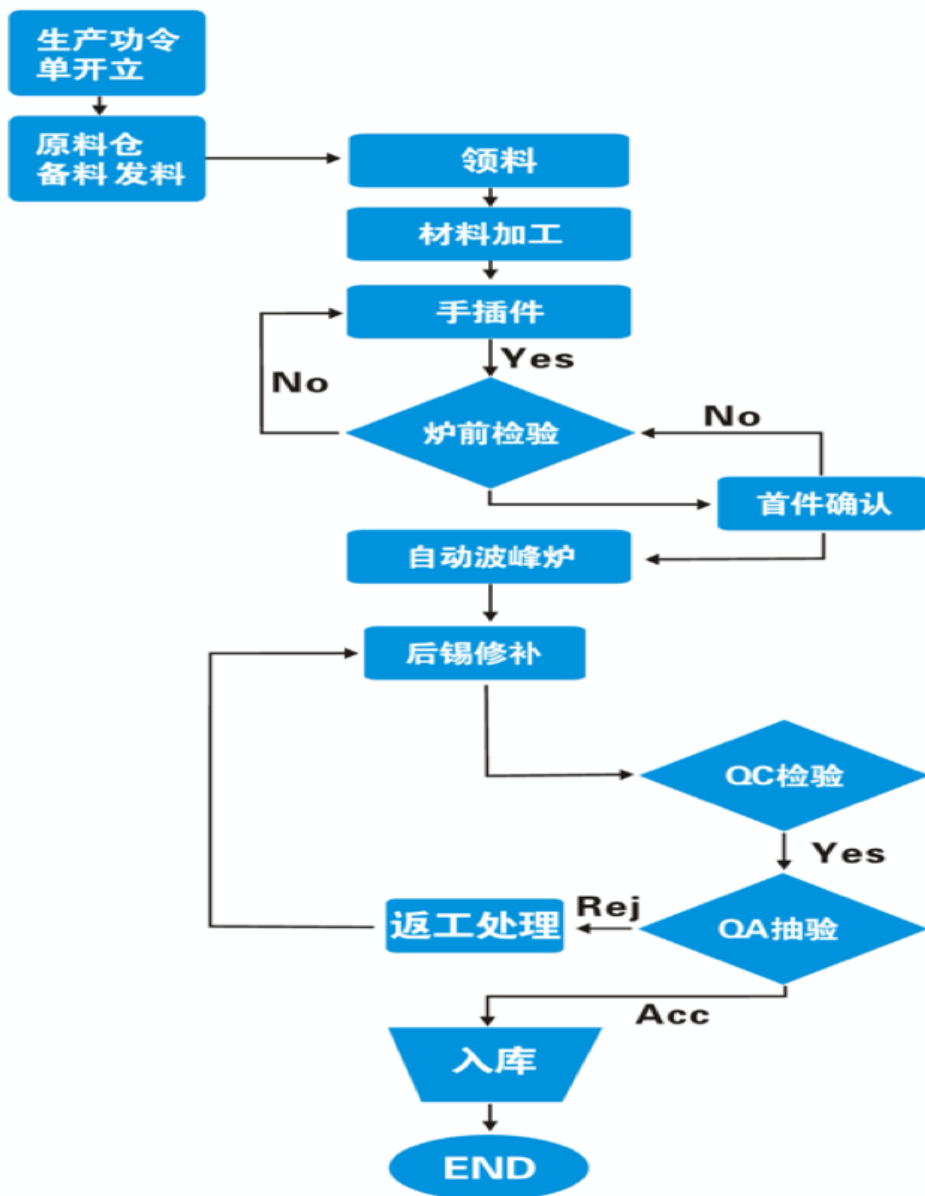 生产功令
单开立
原料仓
备料 发料
领料
材料加工
手插件
Yes
No
炉前检验
No
首件确认
自动波峰炉
后锡修补
QC检验
Yes
返工处理
Rej
QA抽验
Acc
入库
END